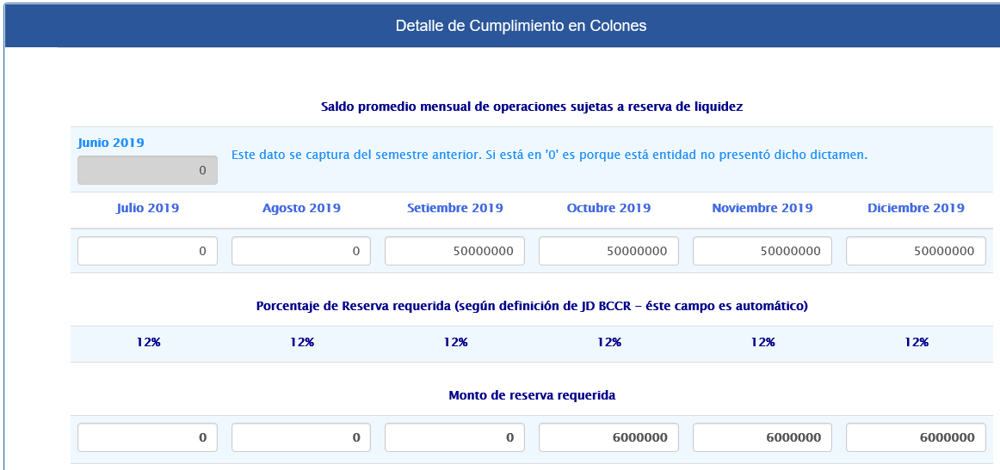 Detalle de Cumplimiento en Colones
Saldo promedio mensual de operaciones sujetas a reserva de liquidez
Junio 2019
0
Este dato se captura del semestre anterior. Si está en '0' es porque está entidad no presentó dicho dictamen.
Julio 2019 Agosto 2019 Setiembre 2019 Octubre 2019 Noviembre 2019 Diciembre 2019
0 0 50000000 50000000 50000000 50000000
Porcentaje de Reserva requerida (según definición de JD BCCR - éste campo es automático)
12% 12% 12% 12% 12% 12%
Monto de reserva requerida
0 0 0 6000000 6000000 6000000